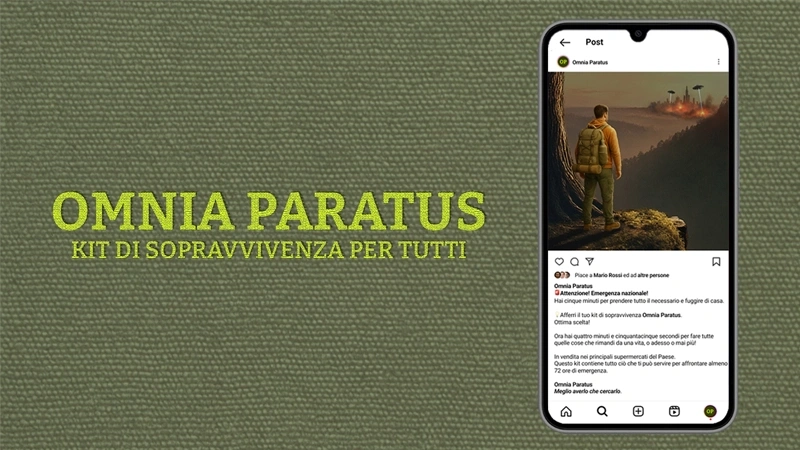 OMNIA PARATUS
KIT DI SOPRAVVIVENZA PER TUTTI
Post
OP Omnia Paratus
Piace a Mario Rossi ed ad altre persone
Omnia Paratus
🚨Attenzione! Emergenza nazionale!
Hai cinque minuti per prendere tutto il necessario e fuggire di casa.
Afferri il tuo kit di sopravvivenza Omnia Paratus.
Ottima scelta!
Ora hai quattro minuti e cinquantacinque secondi per fare tutte
quelle cose che rimandi da una vita, o adesso o mai più!
In vendita nei principali supermercati del Paese.
Questo kit contiene tutto ciò che ti può servire per affrontare almeno
72 ore di emergenza.
Omnia Paratus
Meglio averlo che cercarlo.
OP